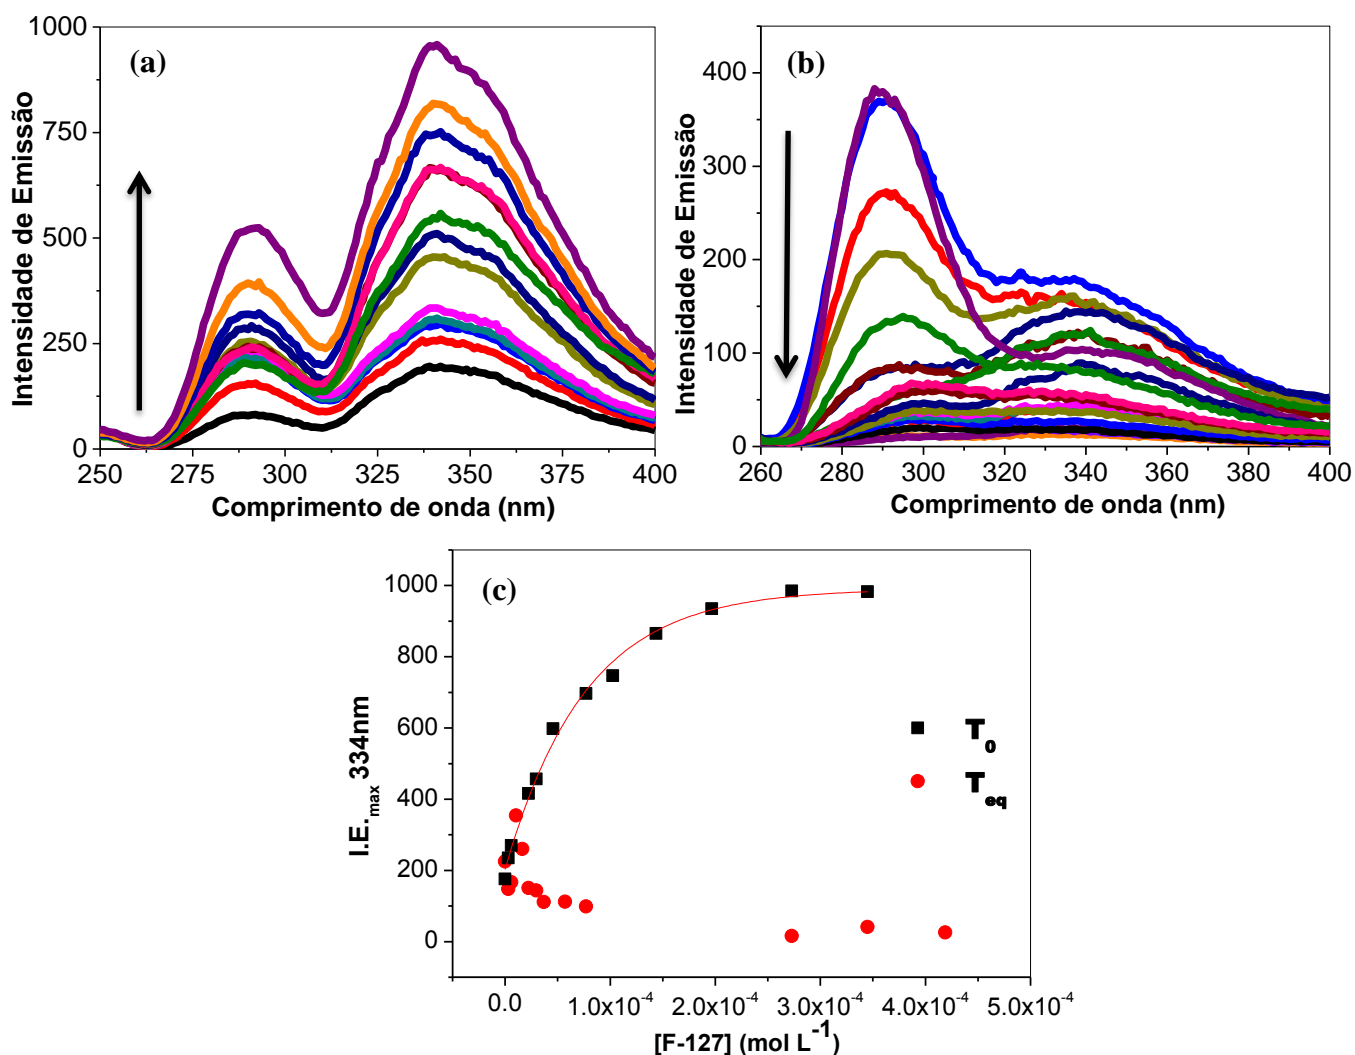 (a)
Intensidade de Emissão
1000
750
500
250
0
250 275 300 325 350 375 400
Comprimento de onda (nm)
(b)
Intensidade de Emissão
400
300
200
100
0
260 280 300 320 340 360 380 400
Comprimento de onda (nm)
(c)
I.E.max 334nm
1000
800
600
400
200
0
T0
Teq
0.0 1.0x10-4 2.0x10-4 3.0x10-4 4.0x10-4 5.0x10-4
[F-127] (mol L-1)